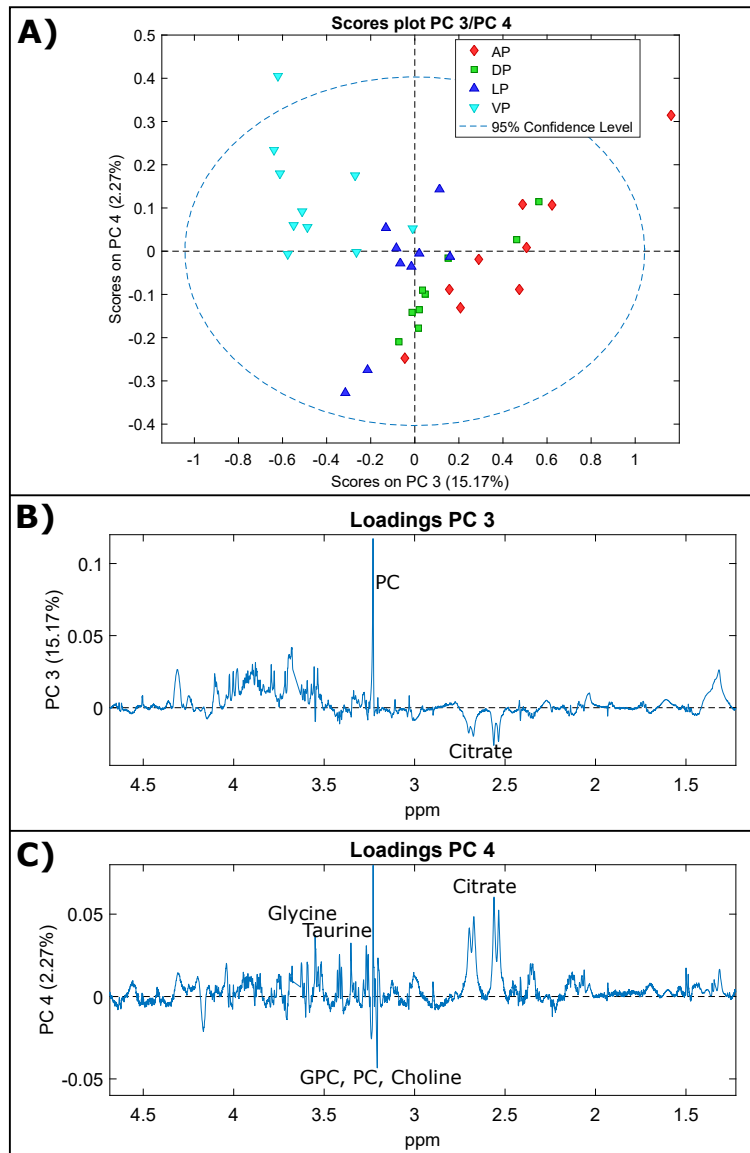 A)
Scores plot PC 3/PC 4
AP
DP
LP
VP
95% Confidence Level
Scores on PC 4 (2.27%)
0.5
0.4
0.3
0.2
0.1
0
-0.1
-0.2
-0.3
-0.4
-1 -0.8 -0.6 -0.4 -0.2 0 0.2 0.4 0.6 0.8 1
Scores on PC 3 (15.17%)
B)
Loadings PC 3
PC 3 (15.17%)
0.1
0.05
0
PC
Citrate
4.5 4 3.5 3 2.5 2 1.5
ppm
C)
Loadings PC 4
PC 4 (2.27%)
0.05
0
-0.05
Citrate
Glycine
Taurine
GPC, PC, Choline
4.5 4 3.5 3 2.5 2 1.5
ppm